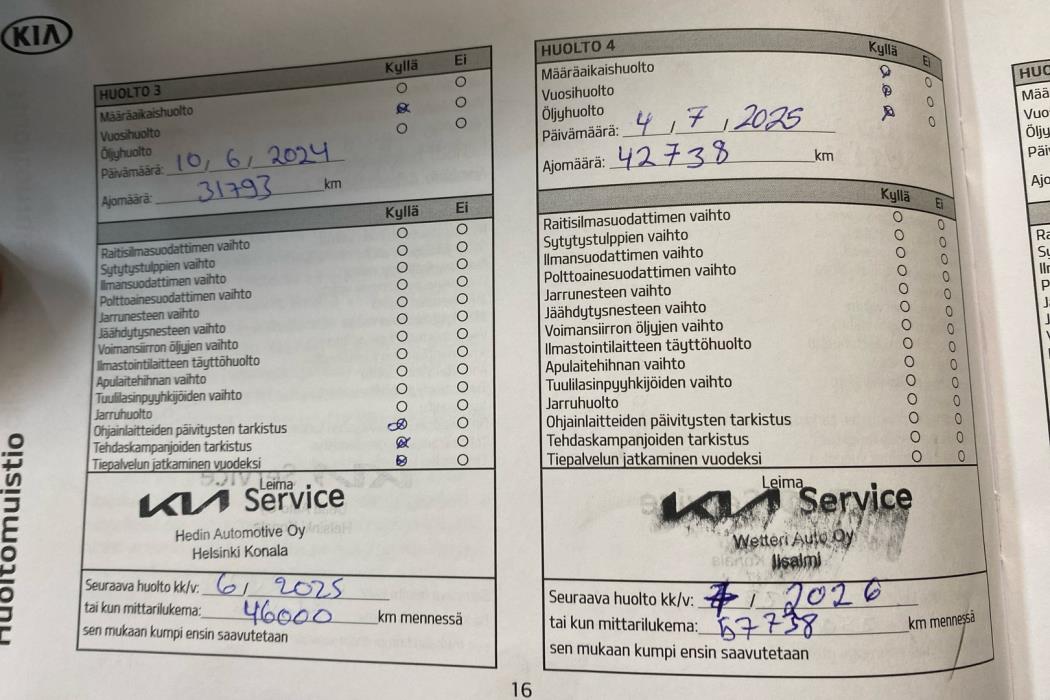 KIA
HUOLTO 3 Kyllä Ei
Määräaikaishuolto
Vuosihuolto
Öljyhuolto
Päivämäärä: 10, 6, 2024
Ajomäärä: 31793 km
Kyllä Ei
Raitisilmasuodattimen vaihto
Sytytystulppien vaihto
Ilmansuodattimen vaihto
Polttoainesuodattimen vaihto
Jarrunesteen vaihto
Jäähdytysnesteen vaihto
Voimansiirron öljyjen vaihto
Ilmastointilaitteen täyttöhuolto
Apulaitehihnan vaihto
Tuulilasinpyyhkijöiden vaihto
Jarruhuolto
Ohjainlaitteiden päivitysten tarkistus
Tehdaskampanjoiden tarkistus
Tiepalvelun jatkaminen vuodeksi
Leima
KIA Service
Hedin Automotive Oy
Helsinki Konala
Seuraava huolto kk/v: 6 / 2025
tai kun mittarilukema: 46000 km mennessä
sen mukaan kumpi ensin saavutetaan
HUOLTO 4 Kyllä Ei
Määräaikaishuolto
Vuosihuolto
Öljyhuolto
Päivämäärä: 4 , 7 , 2025
Ajomäärä: 42738 km
Kyllä Ei
Raitisilmasuodattimen vaihto
Sytytystulppien vaihto
Ilmansuodattimen vaihto
Polttoainesuodattimen vaihto
Jarrunesteen vaihto
Jäähdytysnesteen vaihto
Voimansiirron öljyjen vaihto
Ilmastointilaitteen täyttöhuolto
Apulaitehihnan vaihto
Tuulilasinpyyhkijöiden vaihto
Jarruhuolto
Ohjainlaitteiden päivitysten tarkistus
Tehdaskampanjoiden tarkistus
Tiepalvelun jatkaminen vuodeksi
Leima
KIA Service
Wetteri Auto Oy
Iisalmi
Seuraava huolto kk/v: 7 / 2026
tai kun mittarilukema: 57738 km mennessä
sen mukaan kumpi ensin saavutetaan
Huoltomuistio
16